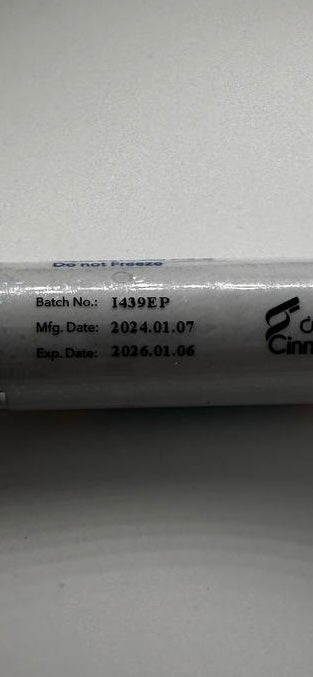 Do not Freeze
Batch No.: I439EP
Mfg. Date: 2024.01.07
Exp. Date: 2026.01.06